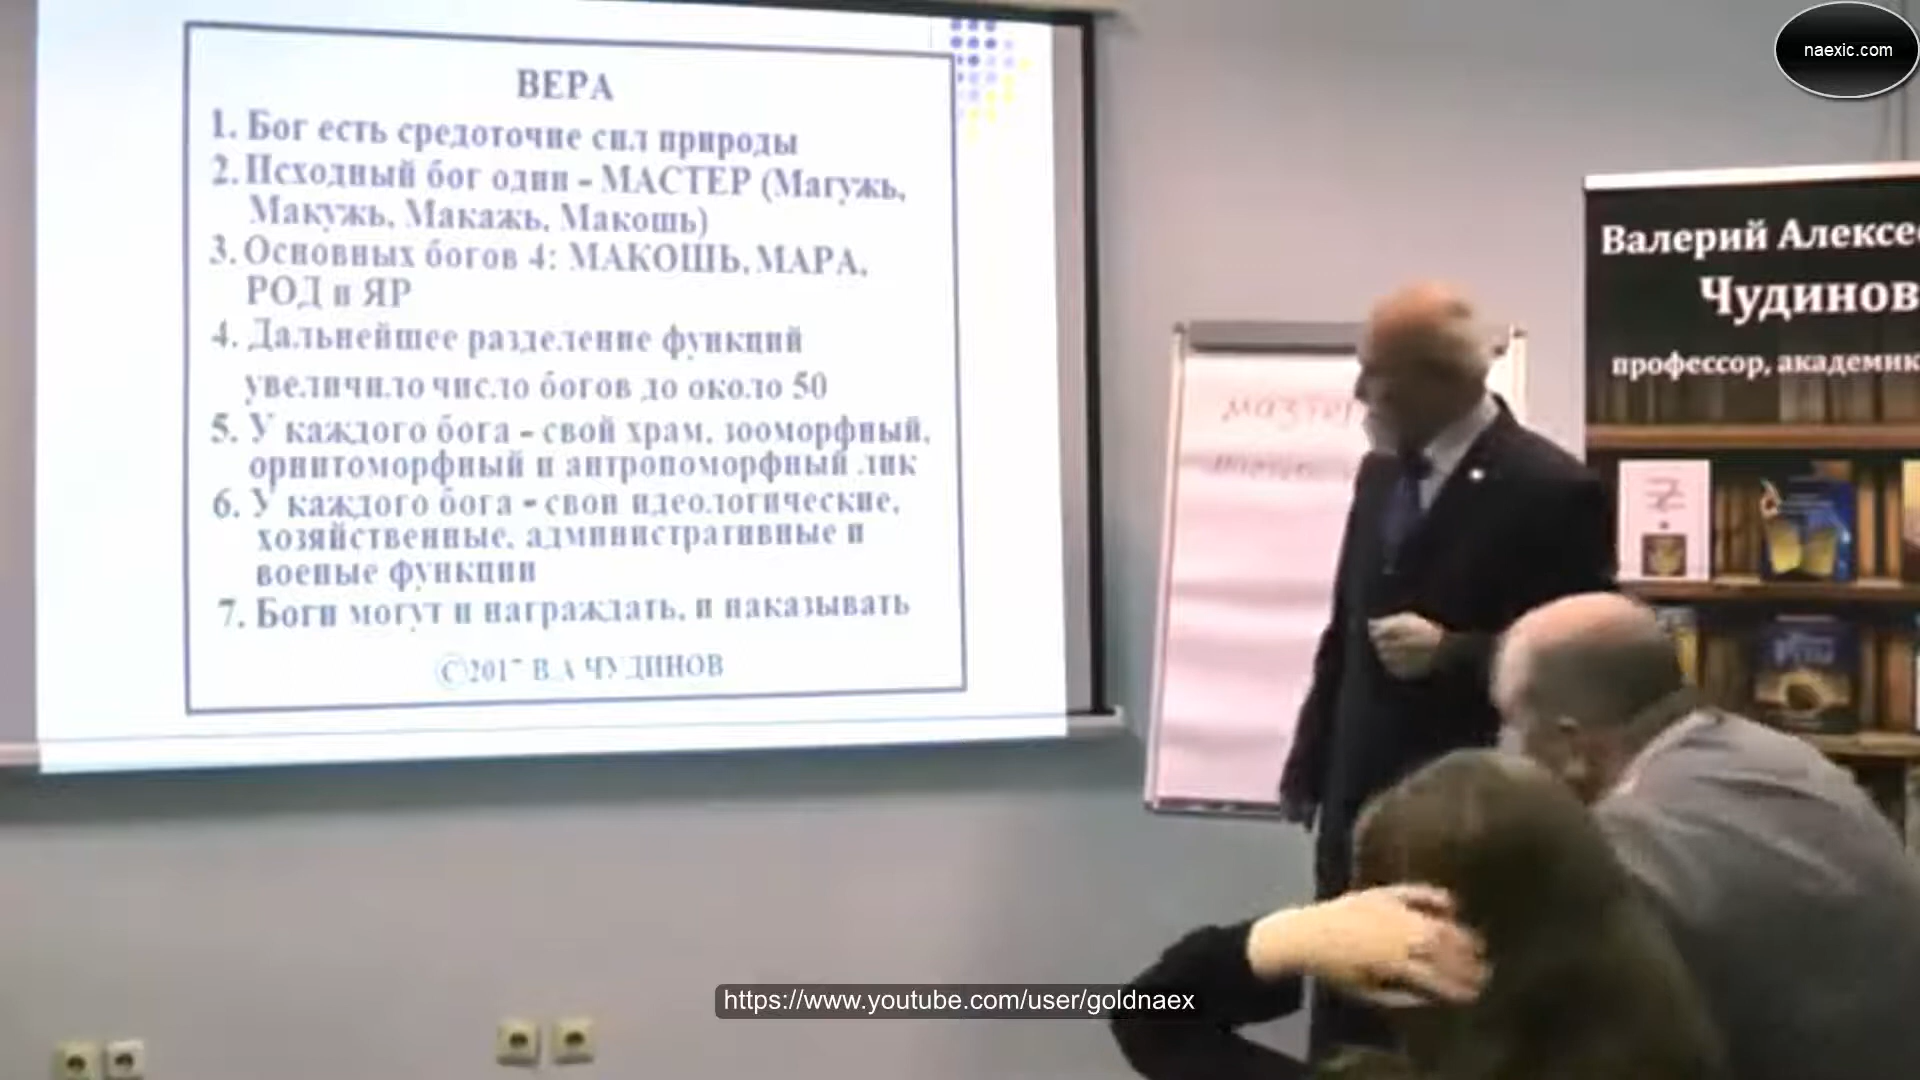 naexic.com
ВЕРА
1. Бог есть средоточие сил природы
2. Исходный бог один - МАСТЕР (Магужь,
Макужь, Макажь, Макошь)
3. Основных богов 4: МАКОШЬ, МАРА,
РОД и ЯР
4. Дальнейшее разделение функций
увеличило число богов до около 50
5. У каждого бога - свой храм, зооморфный,
орнитоморфный и антропоморфный лик
6. У каждого бога - свои идеологические,
хозяйственные, административные и
военые функции
7. Боги могут и награждать, и наказывать
©2017 В.А ЧУДИНОВ
Валерий Алексе
Чудинов
профессор, академик
https://www.youtube.com/user/goldnaex